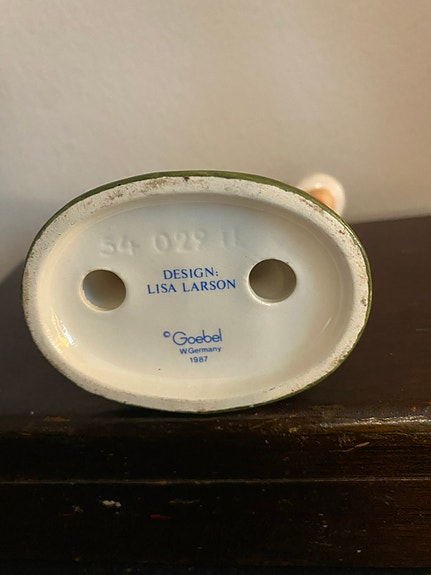 54 029 11
DESIGN:
LISA LARSON
© Goebel
W.Germany
1987